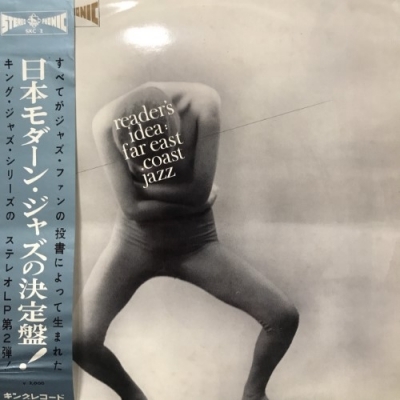 STEREO PHONIC
SKC 3
すべてがジャズ・ファンの投書によって生まれた
日本モダーン・ジャズの決定盤!
キング・ジャズ・シリーズの ステレオLP第2弾!
キングレコード
reader's
idea:
far east
coast
jazz